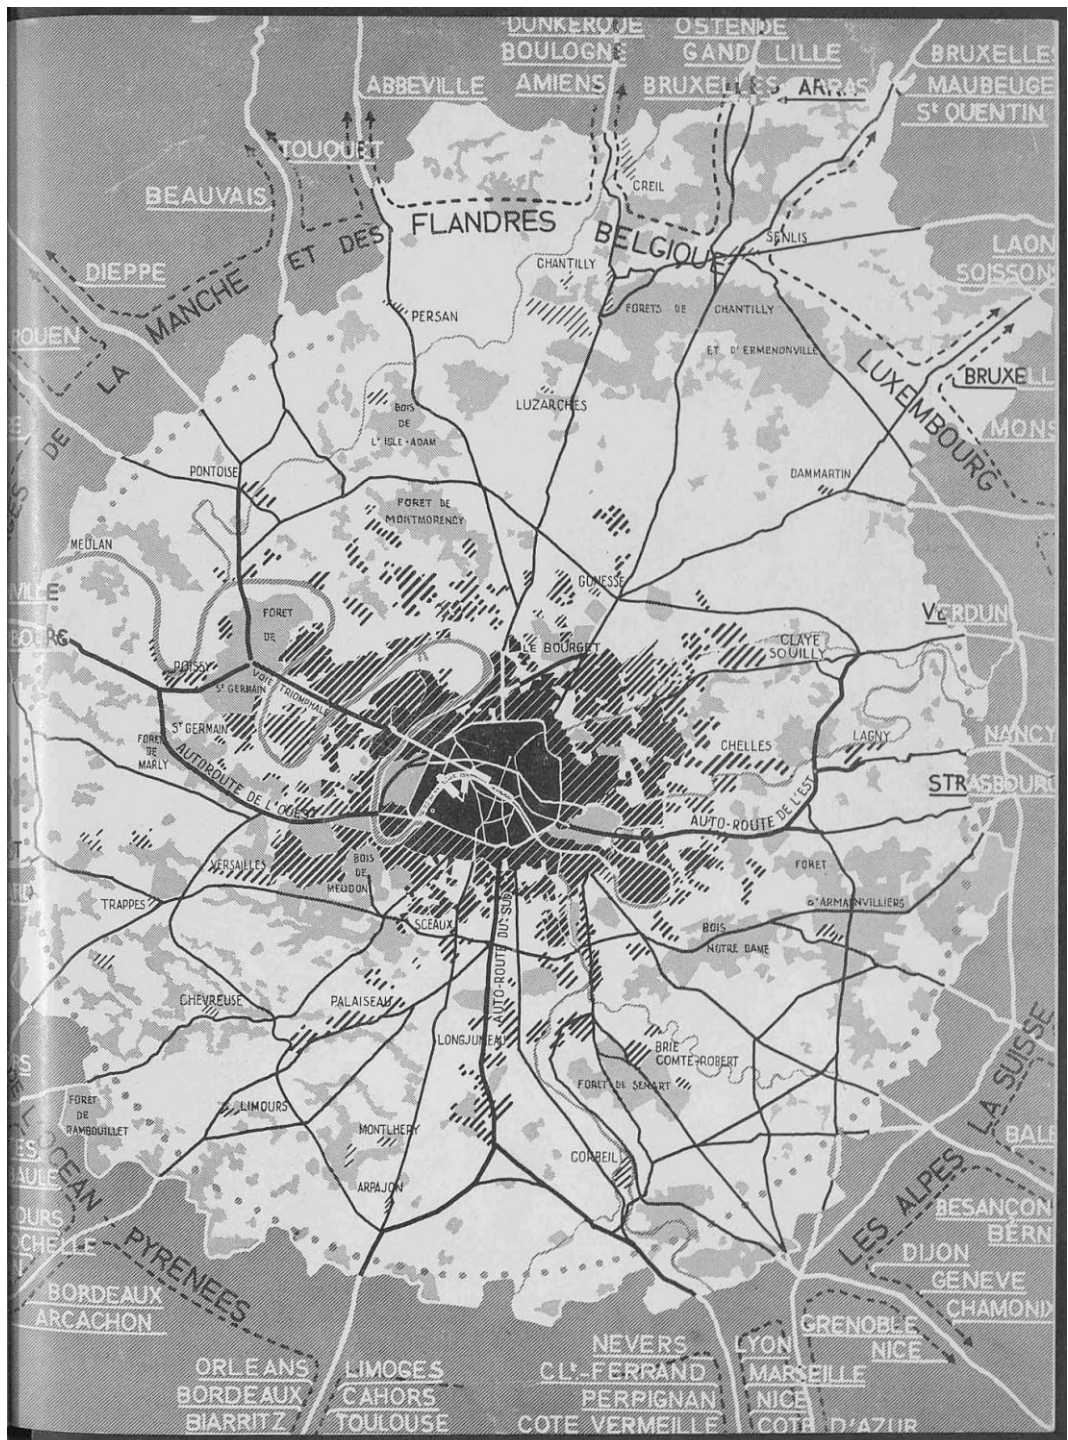 DUNKERQUE
BOULOGNE
AMIENS
OSTENDE
GAND LILLE
BRUXELLES
BRUXELLES
MAUBEUGE
St QUENTIN
ABBEVILLE
TOUQUET
BEAUVAIS
DIEPPE
ROUEN
LA MANCHE ET DES FLANDRES
BELGIQUE
LUXEMBOURG
DE
CREIL
SENLIS
CHANTILLY
FORETS DE CHANTILLY
ET D'ERMENONVILLE
PERSAN
LUZARCHES
BOIS
DE
L'ISLE-ADAM
LAON
SOISSONS
BRUXE
MONS
PONTOISE
DAMMARTIN
FORET DE
MONTMORENCY
MEULAN
GONESSE
FORET
DE
St GERMAIN
POISSY
VOIE TRIOMPHALE
LE BOURGET
CLAYE
SOUILLY
VERDUN
St GERMAIN
FORET
DE
MARLY
AUTOROUTE DE L'OUEST
CHELLES
LAGNY
NANCY
STRASBOURG
AUTO-ROUTE DE L'EST
VERSAILLES
BOIS
DE
MEUDON
TRAPPES
SCEAUX
AUTO-ROUTE DU SUD
FORET
D'ARMAINVILLIERS
BOIS
NOTRE DAME
CHEVREUSE
PALAISEAU
LONGJUMEAU
BRIE
COMTE-ROBERT
FORET DE SENART
LA SUISSE
FORET
DE
RAMBOUILLET
LIMOURS
MONTLHERY
ARPAJON
CORBEIL
OCEAN PYRENEES
LES ALPES
BESANÇON
BERN
DIJON
GENEVE
CHAMONIX
BORDEAUX
ARCACHON
GRENOBLE
NICE
ORLEANS
BORDEAUX
BIARRITZ
LIMOGES
CAHORS
TOULOUSE
NEVERS
CLt.-FERRAND
PERPIGNAN
COTE VERMEILLE
LYON
MARSEILLE
NICE
COTE D'AZUR